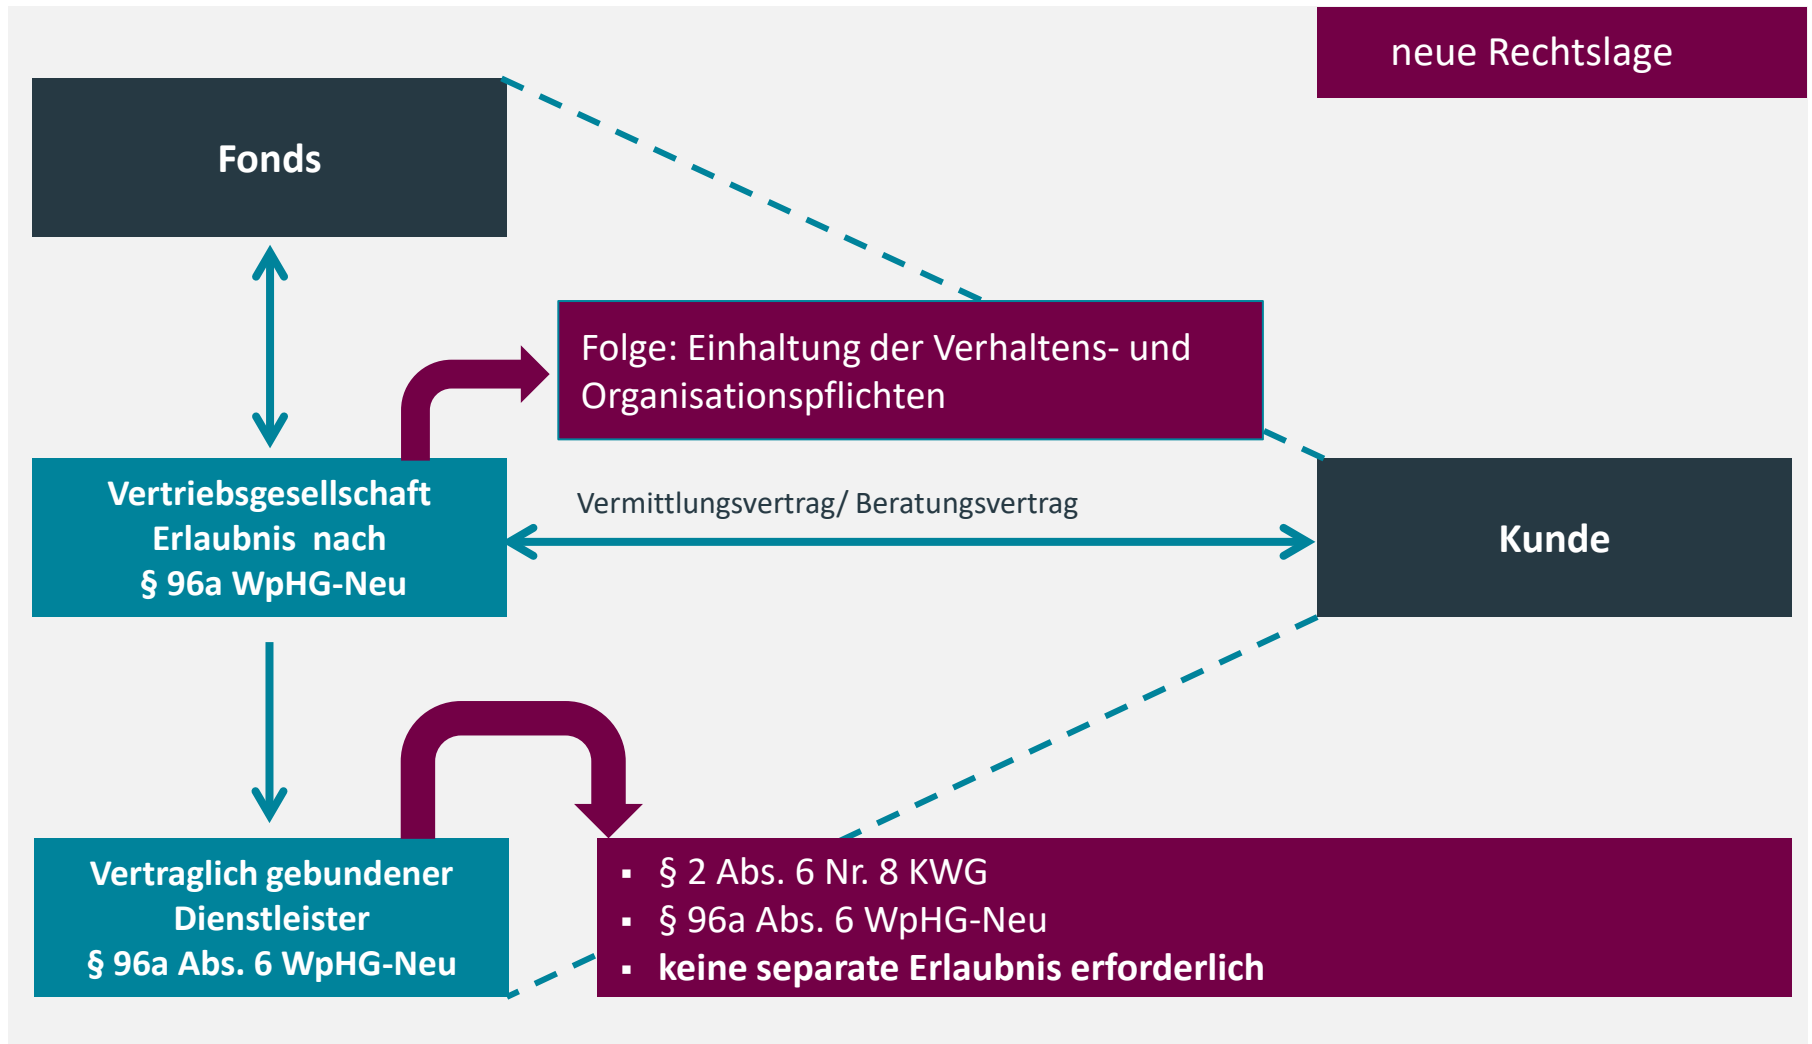 neue Rechtslage
Fonds
Folge: Einhaltung der Verhaltens- und
Organisationspflichten
Vertriebsgesellschaft
Erlaubnis nach
§ 96a WpHG-Neu
Vermittlungsvertrag/ Beratungsvertrag
Kunde
Vertraglich gebundener
Dienstleister
§ 96a Abs. 6 WpHG-Neu
▪ § 2 Abs. 6 Nr. 8 KWG
▪ § 96a Abs. 6 WpHG-Neu
▪ keine separate Erlaubnis erforderlich